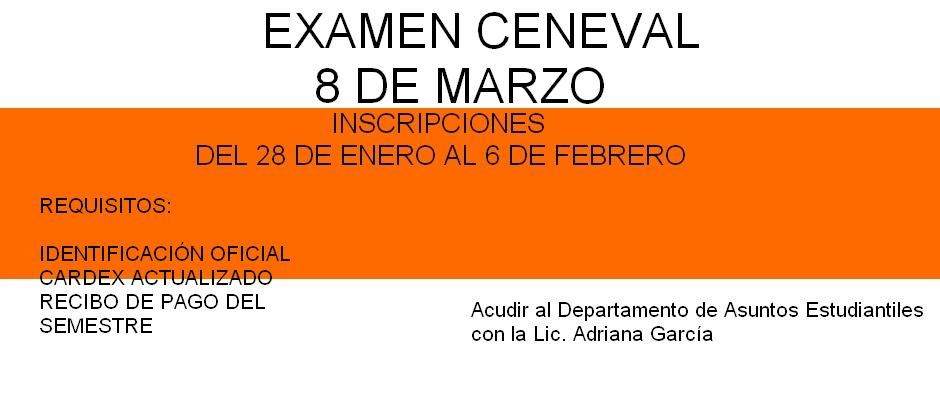 EXAMEN CENEVAL
8 DE MARZO
INSCRIPCIONES
DEL 28 DE ENERO AL 6 DE FEBRERO
REQUISITOS:
IDENTIFICACIÓN OFICIAL
CARDEX ACTUALIZADO
RECIBO DE PAGO DEL
SEMESTRE
Acudir al Departamento de Asuntos Estudiantiles
con la Lic. Adriana García